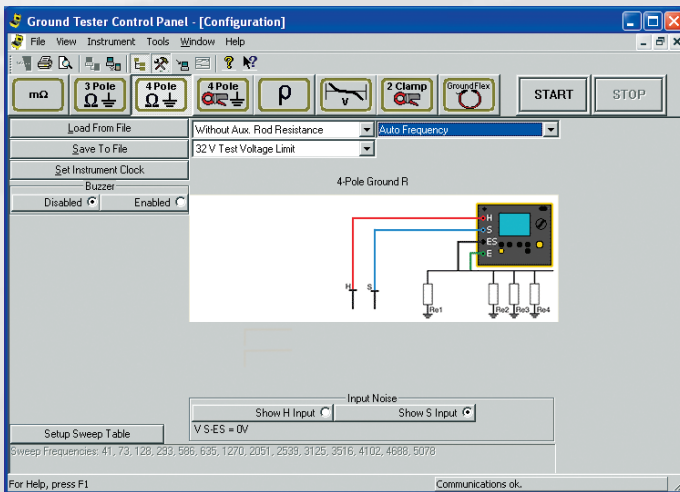 Ground Tester Control Panel - [Configuration]
File View Instrument Tools Window Help
mΩ
3 Pole
Ω
4 Pole
Ω
4 Pole
ρ
V
2 Clamp
GroundFlex
START
STOP
Load From File
Without Aux. Rod Resistance
Auto Frequency
Save To File
32 V Test Voltage Limit
Set Instrument Clock
Buzzer
Disabled
Enabled
4-Pole Ground R
H
S
ES
E
H
S
Re1
Re2
Re3
Re4
Input Noise
Show H Input
Show S Input
V S-ES = 0V
Setup Sweep Table
Sweep Frequencies: 41, 73, 128, 293, 586, 635, 1270, 2051, 2539, 3125, 3516, 4102, 4688, 5078
For Help, press F1
Communications ok.